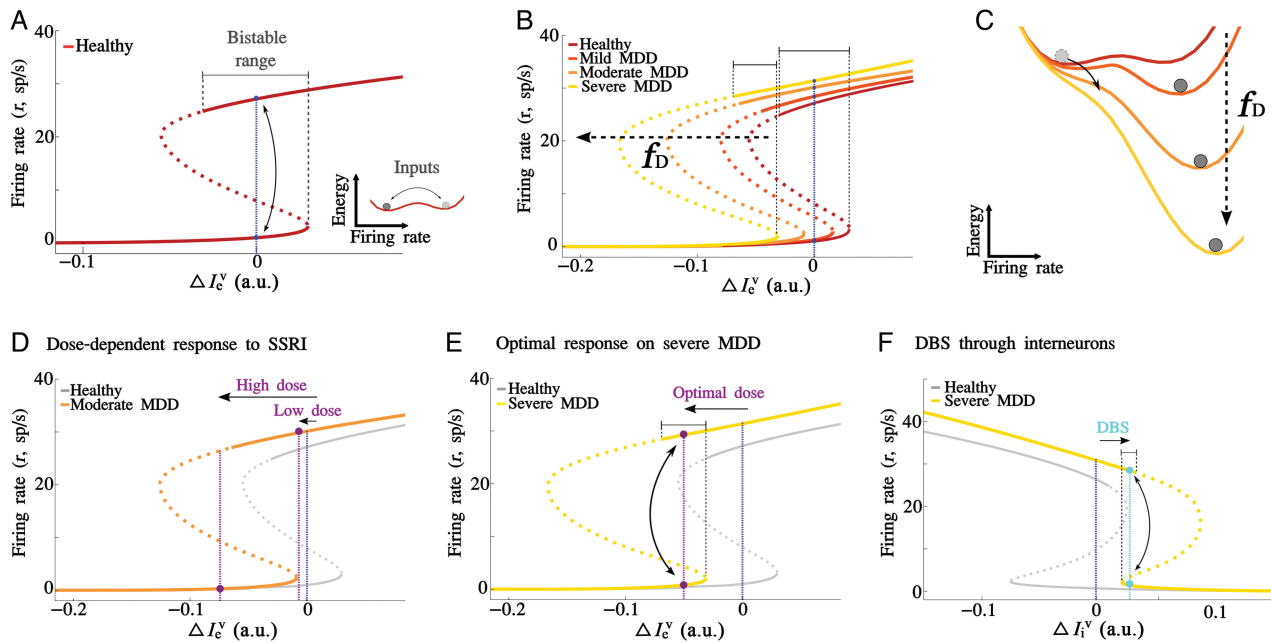 A
40
Healthy
Bistable
range
Firing rate (r, sp/s)
20
Inputs
Energy
Firing rate
0
−0.1
0
Δ I_e^v (a.u.)
B
40
Healthy
Mild MDD
Moderate MDD
Severe MDD
Firing rate (r, sp/s)
20
f_D
0
−0.2
−0.1
0
Δ I_e^v (a.u.)
C
f_D
Energy
Firing rate
D Dose-dependent response to SSRI
40
Healthy
Moderate MDD
High dose
Low dose
Firing rate (r, sp/s)
20
0
−0.2
−0.1
0
Δ I_e^v (a.u.)
E Optimal response on severe MDD
40
Healthy
Severe MDD
Optimal dose
Firing rate (r, sp/s)
20
0
−0.2
−0.1
0
Δ I_e^v (a.u.)
F DBS through interneurons
Healthy
Severe MDD
DBS
40
Firing rate (r, sp/s)
20
0
−0.1
0
0.1
Δ I_i^v (a.u.)